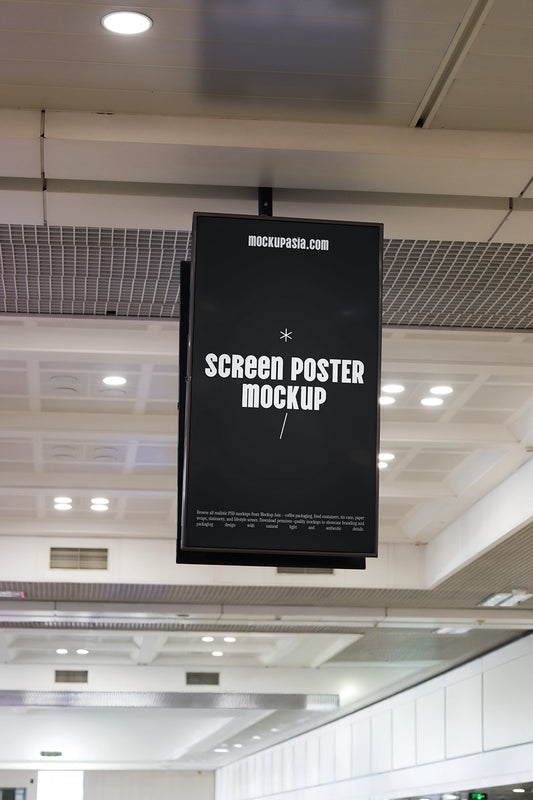 mockupasia.com
*
SCREEN POSTER
MOCKUP
/
Browse all realistic PSD mockups from Mockup Asia – coffee packaging, food containers, tin cans, paper
wraps, stationery, and lifestyle scenes. Download premium-quality mockups to showcase branding and
packaging design with natural light and authentic details.